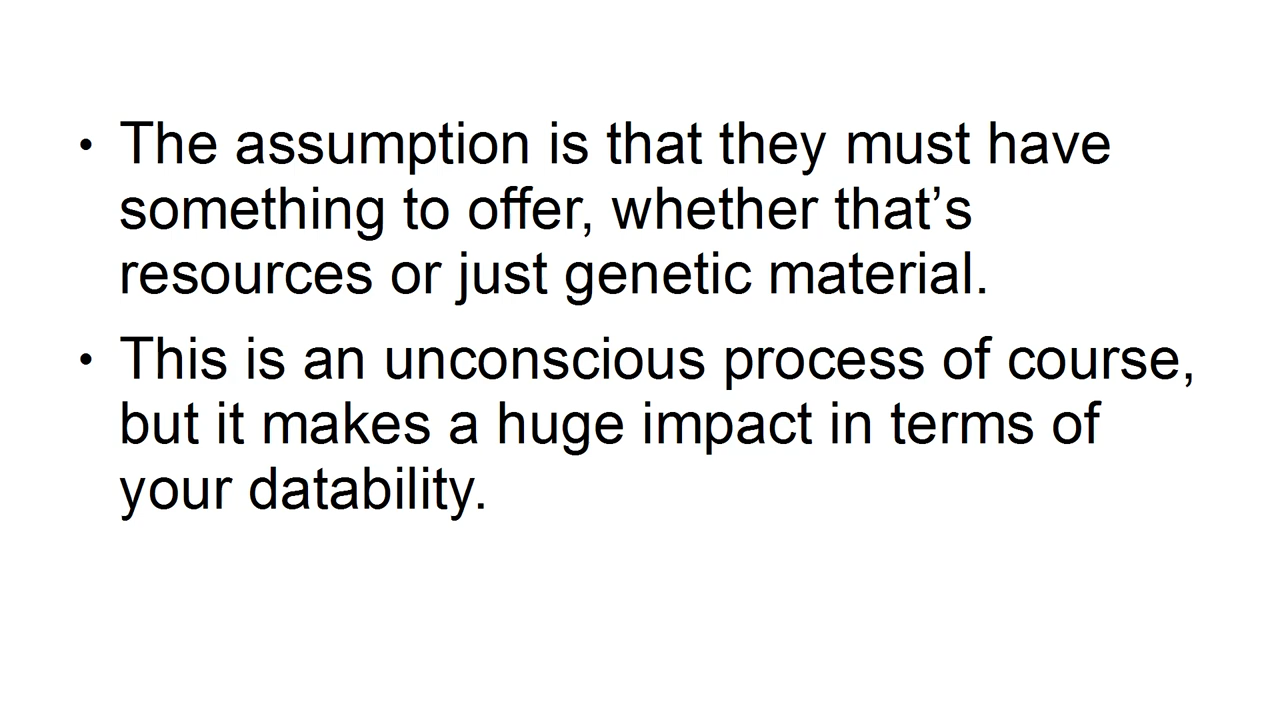 • The assumption is that they must have
something to offer, whether that’s
resources or just genetic material.
• This is an unconscious process of course,
but it makes a huge impact in terms of
your datability.